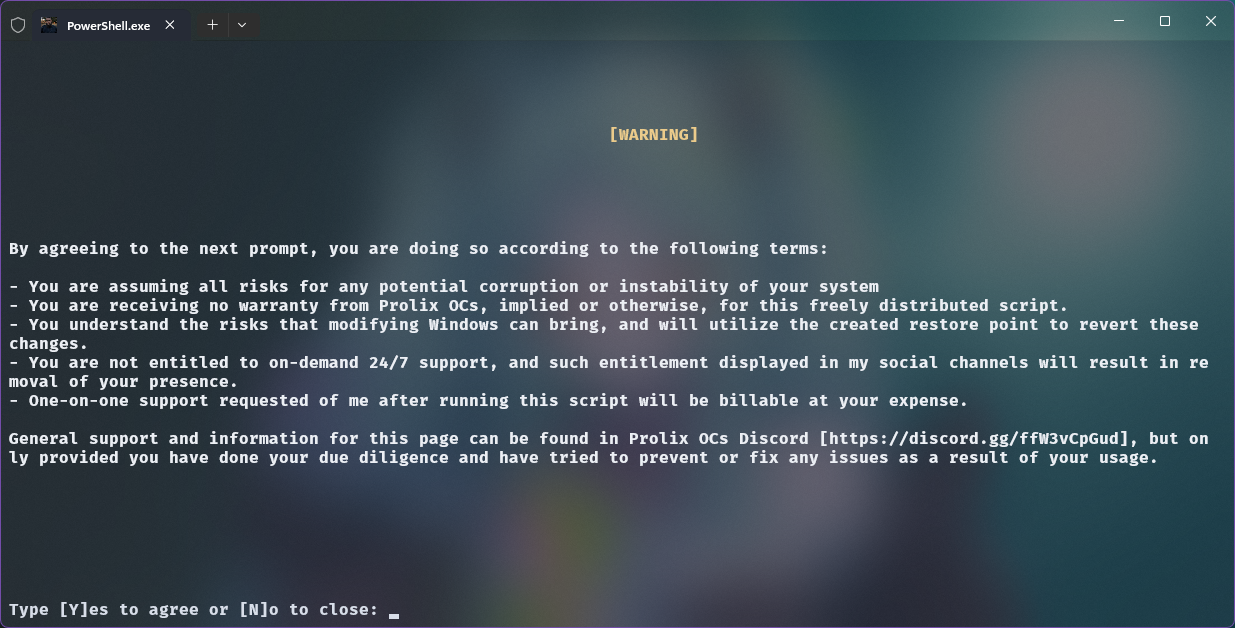 PowerShell.exe
[WARNING]
By agreeing to the next prompt, you are doing so according to the following terms:
- You are assuming all risks for any potential corruption or instability of your system
- You are receiving no warranty from Prolix OCs, implied or otherwise, for this freely distributed script.
- You understand the risks that modifying Windows can bring, and will utilize the created restore point to revert these
changes.
- You are not entitled to on-demand 24/7 support, and such entitlement displayed in my social channels will result in re
moval of your presence.
- One-on-one support requested of me after running this script will be billable at your expense.
General support and information for this page can be found in Prolix OCs Discord [https://discord.gg/ffW3vCpGud], but on
ly provided you have done your due diligence and have tried to prevent or fix any issues as a result of your usage.
Type [Y]es to agree or [N]o to close: